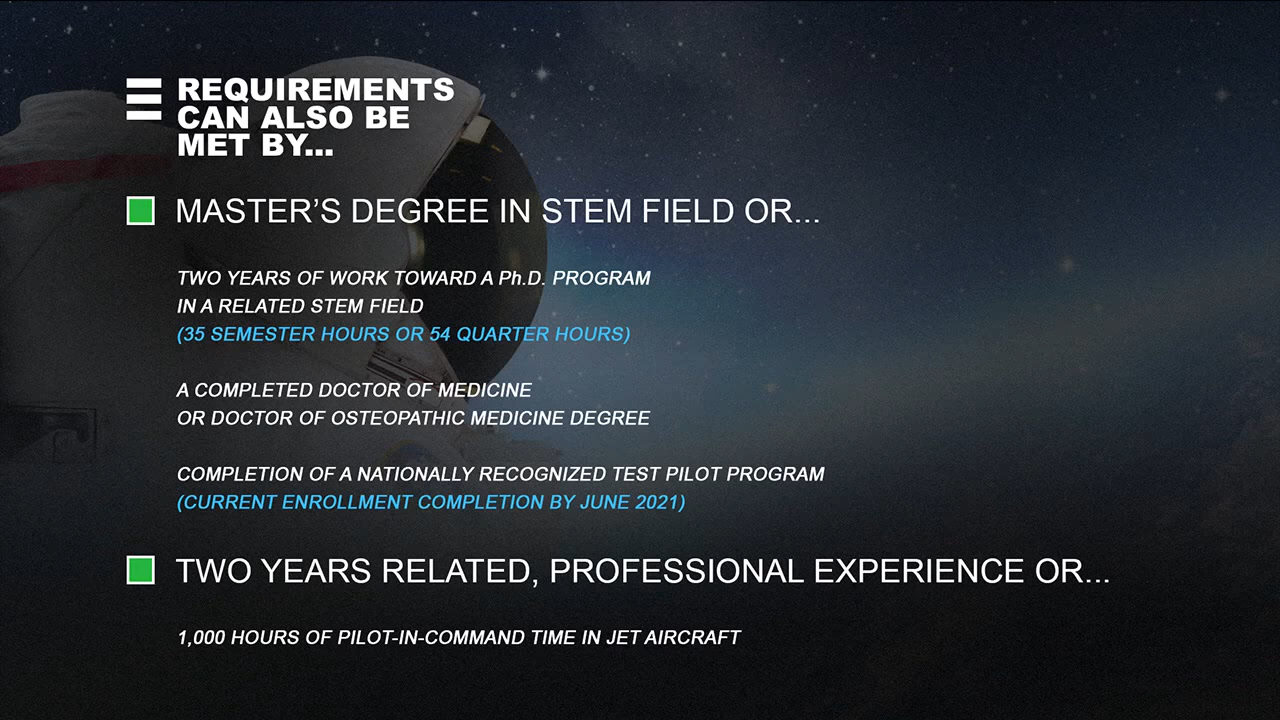 REQUIREMENTS
CAN ALSO BE
MET BY...
MASTER'S DEGREE IN STEM FIELD OR...
TWO YEARS OF WORK TOWARD A Ph.D. PROGRAM
IN A RELATED STEM FIELD
(35 SEMESTER HOURS OR 54 QUARTER HOURS)
A COMPLETED DOCTOR OF MEDICINE
OR DOCTOR OF OSTEOPATHIC MEDICINE DEGREE
COMPLETION OF A NATIONALLY RECOGNIZED TEST PILOT PROGRAM
(CURRENT ENROLLMENT COMPLETION BY JUNE 2021)
TWO YEARS RELATED, PROFESSIONAL EXPERIENCE OR...
1,000 HOURS OF PILOT-IN-COMMAND TIME IN JET AIRCRAFT